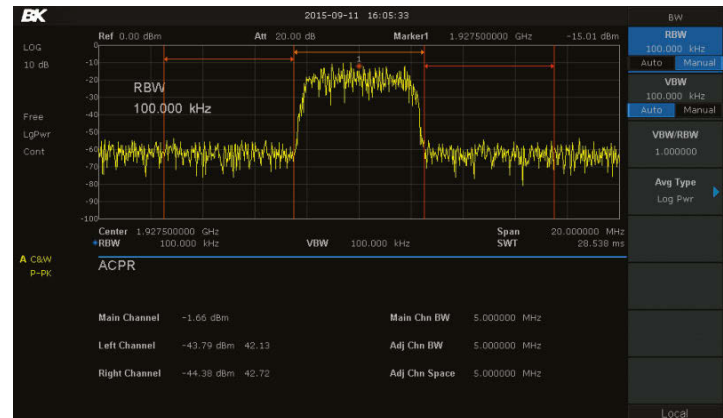 BK 2015-09-11 16:05:33 BW
LOG
10 dB
Free
LgPwr
Cont
A C&W
P-PK
Ref 0.00 dBm Att 20.00 dB Marker1 1.927500000 GHz -15.01 dBm
0
-10
-20
-30
-40
-50
-60
-70
-80
-90
-100
1
RBW
100.000 kHz
Center 1.927500000 GHz Span 20.000000 MHz
*RBW 100.000 kHz VBW 100.000 kHz SWT 28.538 ms
ACPR
Main Channel -1.66 dBm Main Chn BW 5.000000 MHz
Left Channel -43.79 dBm 42.13 Adj Chn BW 5.000000 MHz
Right Channel -44.38 dBm 42.72 Adj Chn Space 5.000000 MHz
RBW
100.000 kHz
Auto Manual
VBW
100.000 kHz
Auto Manual
VBW/RBW
1.000000
Avg Type
Log Pwr
Local